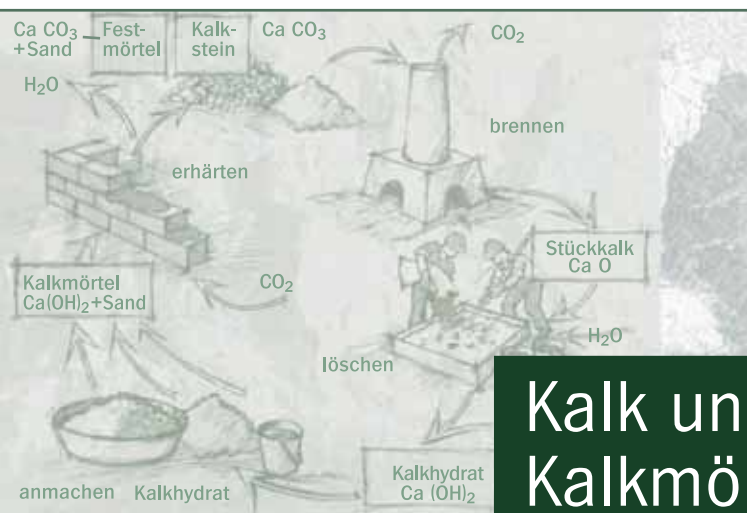 Ca CO₃
+Sand
Fest-
mörtel
Kalk-
stein
Ca CO₃
CO₂
H₂O
brennen
erhärten
Stückkalk
Ca O
Kalkmörtel
Ca(OH)₂+Sand
CO₂
H₂O
löschen
Kalk un
Kalkmö
Kalkhydrat
Ca (OH)₂
anmachen Kalkhydrat